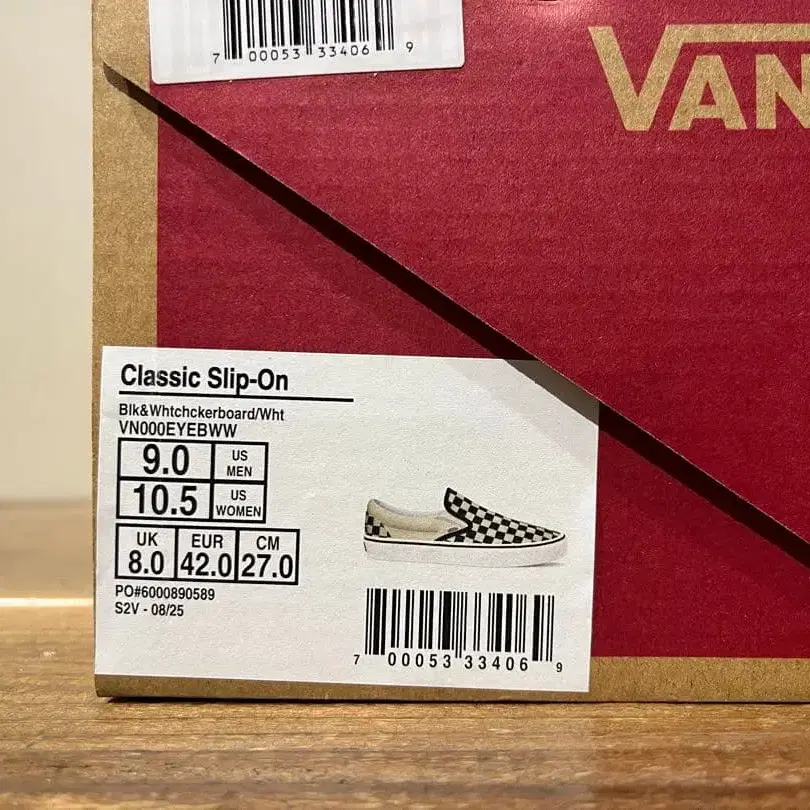 7 00053 33406 9
VAN
Classic Slip-On
Blk&Whtchckerboard/Wht
VN000EYEBWW
9.0 US MEN
10.5 US WOMEN
UK EUR CM
8.0 42.0 27.0
PO#6000890589
S2V - 08/25
7 00053 33406 9